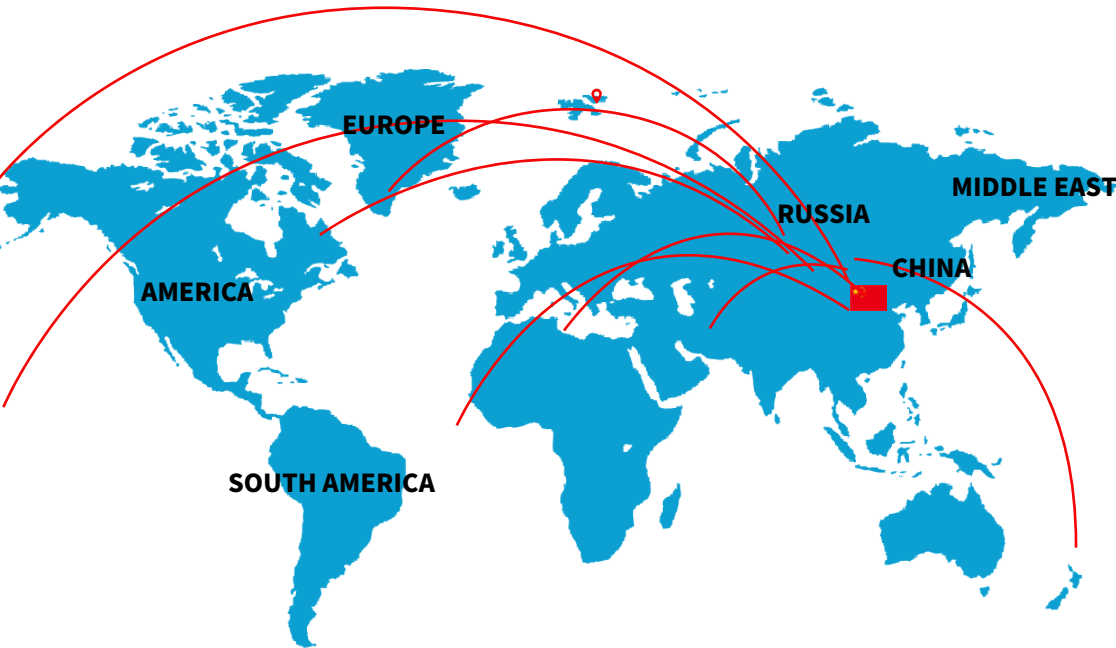 EUROPE
MIDDLE EAST
RUSSIA
CHINA
AMERICA
SOUTH AMERICA